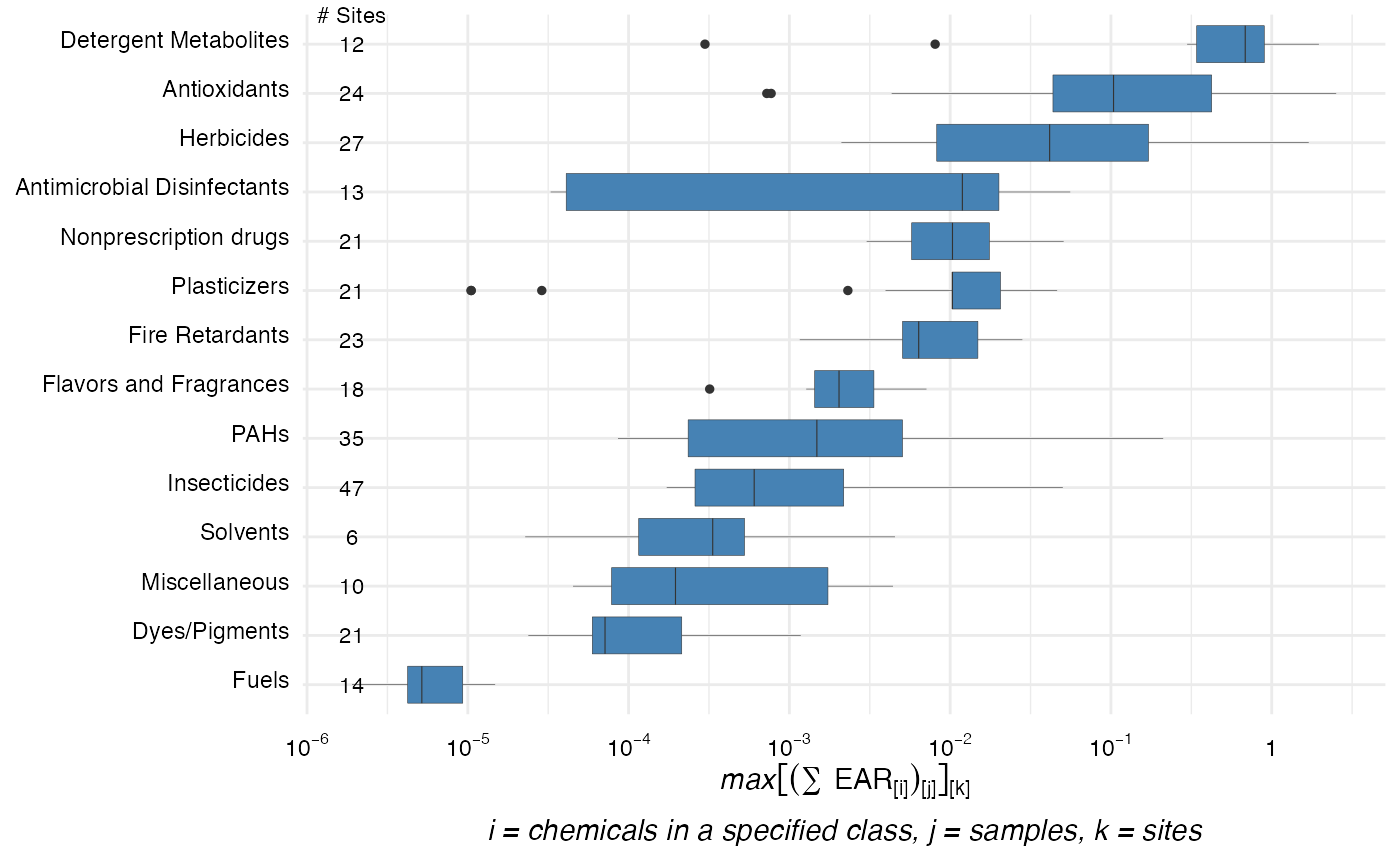 # Sites
Detergent Metabolites 12
Antioxidants 24
Herbicides 27
Antimicrobial Disinfectants 13
Nonprescription drugs 21
Plasticizers 21
Fire Retardants 23
Flavors and Fragrances 18
PAHs 35
Insecticides 47
Solvents 6
Miscellaneous 10
Dyes/Pigments 21
Fuels 14
10⁻⁶ 10⁻⁵ 10⁻⁴ 10⁻³ 10⁻² 10⁻¹ 1
max[(∑ EAR[i])[j]][k]
i = chemicals in a specified class, j = samples, k = sites